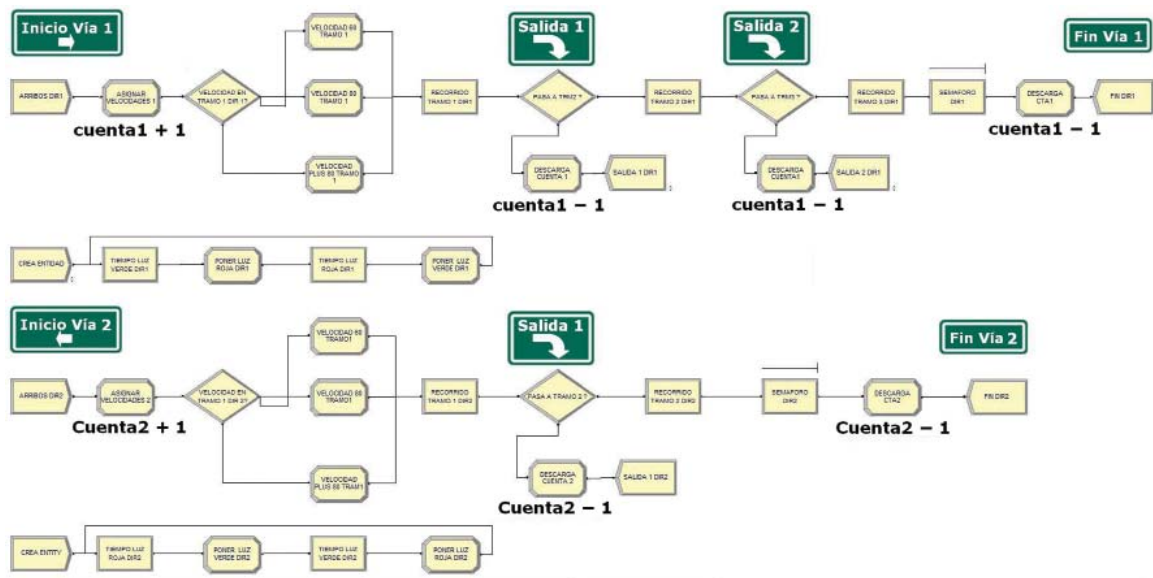 Inicio Vía 1
Salida 1
Salida 2
Fin Vía 1
ARRIBOS DIR1
ASIGNAR
VELOCIDADES 1
cuenta1 + 1
VELOCIDAD EN
TRAMO 1 DIR 1?
VELOCIDAD 60
TRAMO 1
VELOCIDAD 80
TRAMO 1
VELOCIDAD
PLUS 80 TRAMO
1
RECORRIDO
TRAMO 1 DIR1
PASA A TRM2 ?
DESCARGA
CUENTA 1
SALIDA 1 DIR1
cuenta1 − 1
RECORRIDO
TRAMO 2 DIR1
PASA A TRM3 ?
DESCARGA
CUENTA1
SALIDA 2 DIR1
cuenta1 − 1
RECORRIDO
TRAMO 3 DIR1
SEMAFORO
DIR1
DESCARGA
CTA1
cuenta1 − 1
FIN DIR1
CREA ENTIDAD
TIEMPO LUZ
VERDE DIR1
PONER LUZ
ROJA DIR1
TIEMPO LUZ
ROJA DIR1
PONER LUZ
VERDE DIR1
Inicio Vía 2
Salida 1
Fin Vía 2
ARRIBOS DIR2
ASIGNAR
VELOCIDADES 2
Cuenta2 + 1
VELOCIDAD EN
TRAMO 1 DIR 2?
VELOCIDAD 60
TRAMO1
VELOCIDAD 80
TRAMO1
VELOCIDAD
PLUS 80 TRAM1
RECORRIDO
TRAMO 1 DIR2
PASA A TRAMO 2 ?
DESCARGA
CUENTA 2
SALIDA 1 DIR2
Cuenta2 − 1
RECORRIDO
TRAMO 2 DIR2
SEMAFORO
DIR2
DESCARGA
CTA2
Cuenta2 − 1
FIN DIR2
CREA ENTITY
TIEMPO LUZ
ROJA DIR2
PONER LUZ
VERDE DIR2
TIEMPO LUZ
VERDE DIR2
PONER LUZ
ROJA DIR2